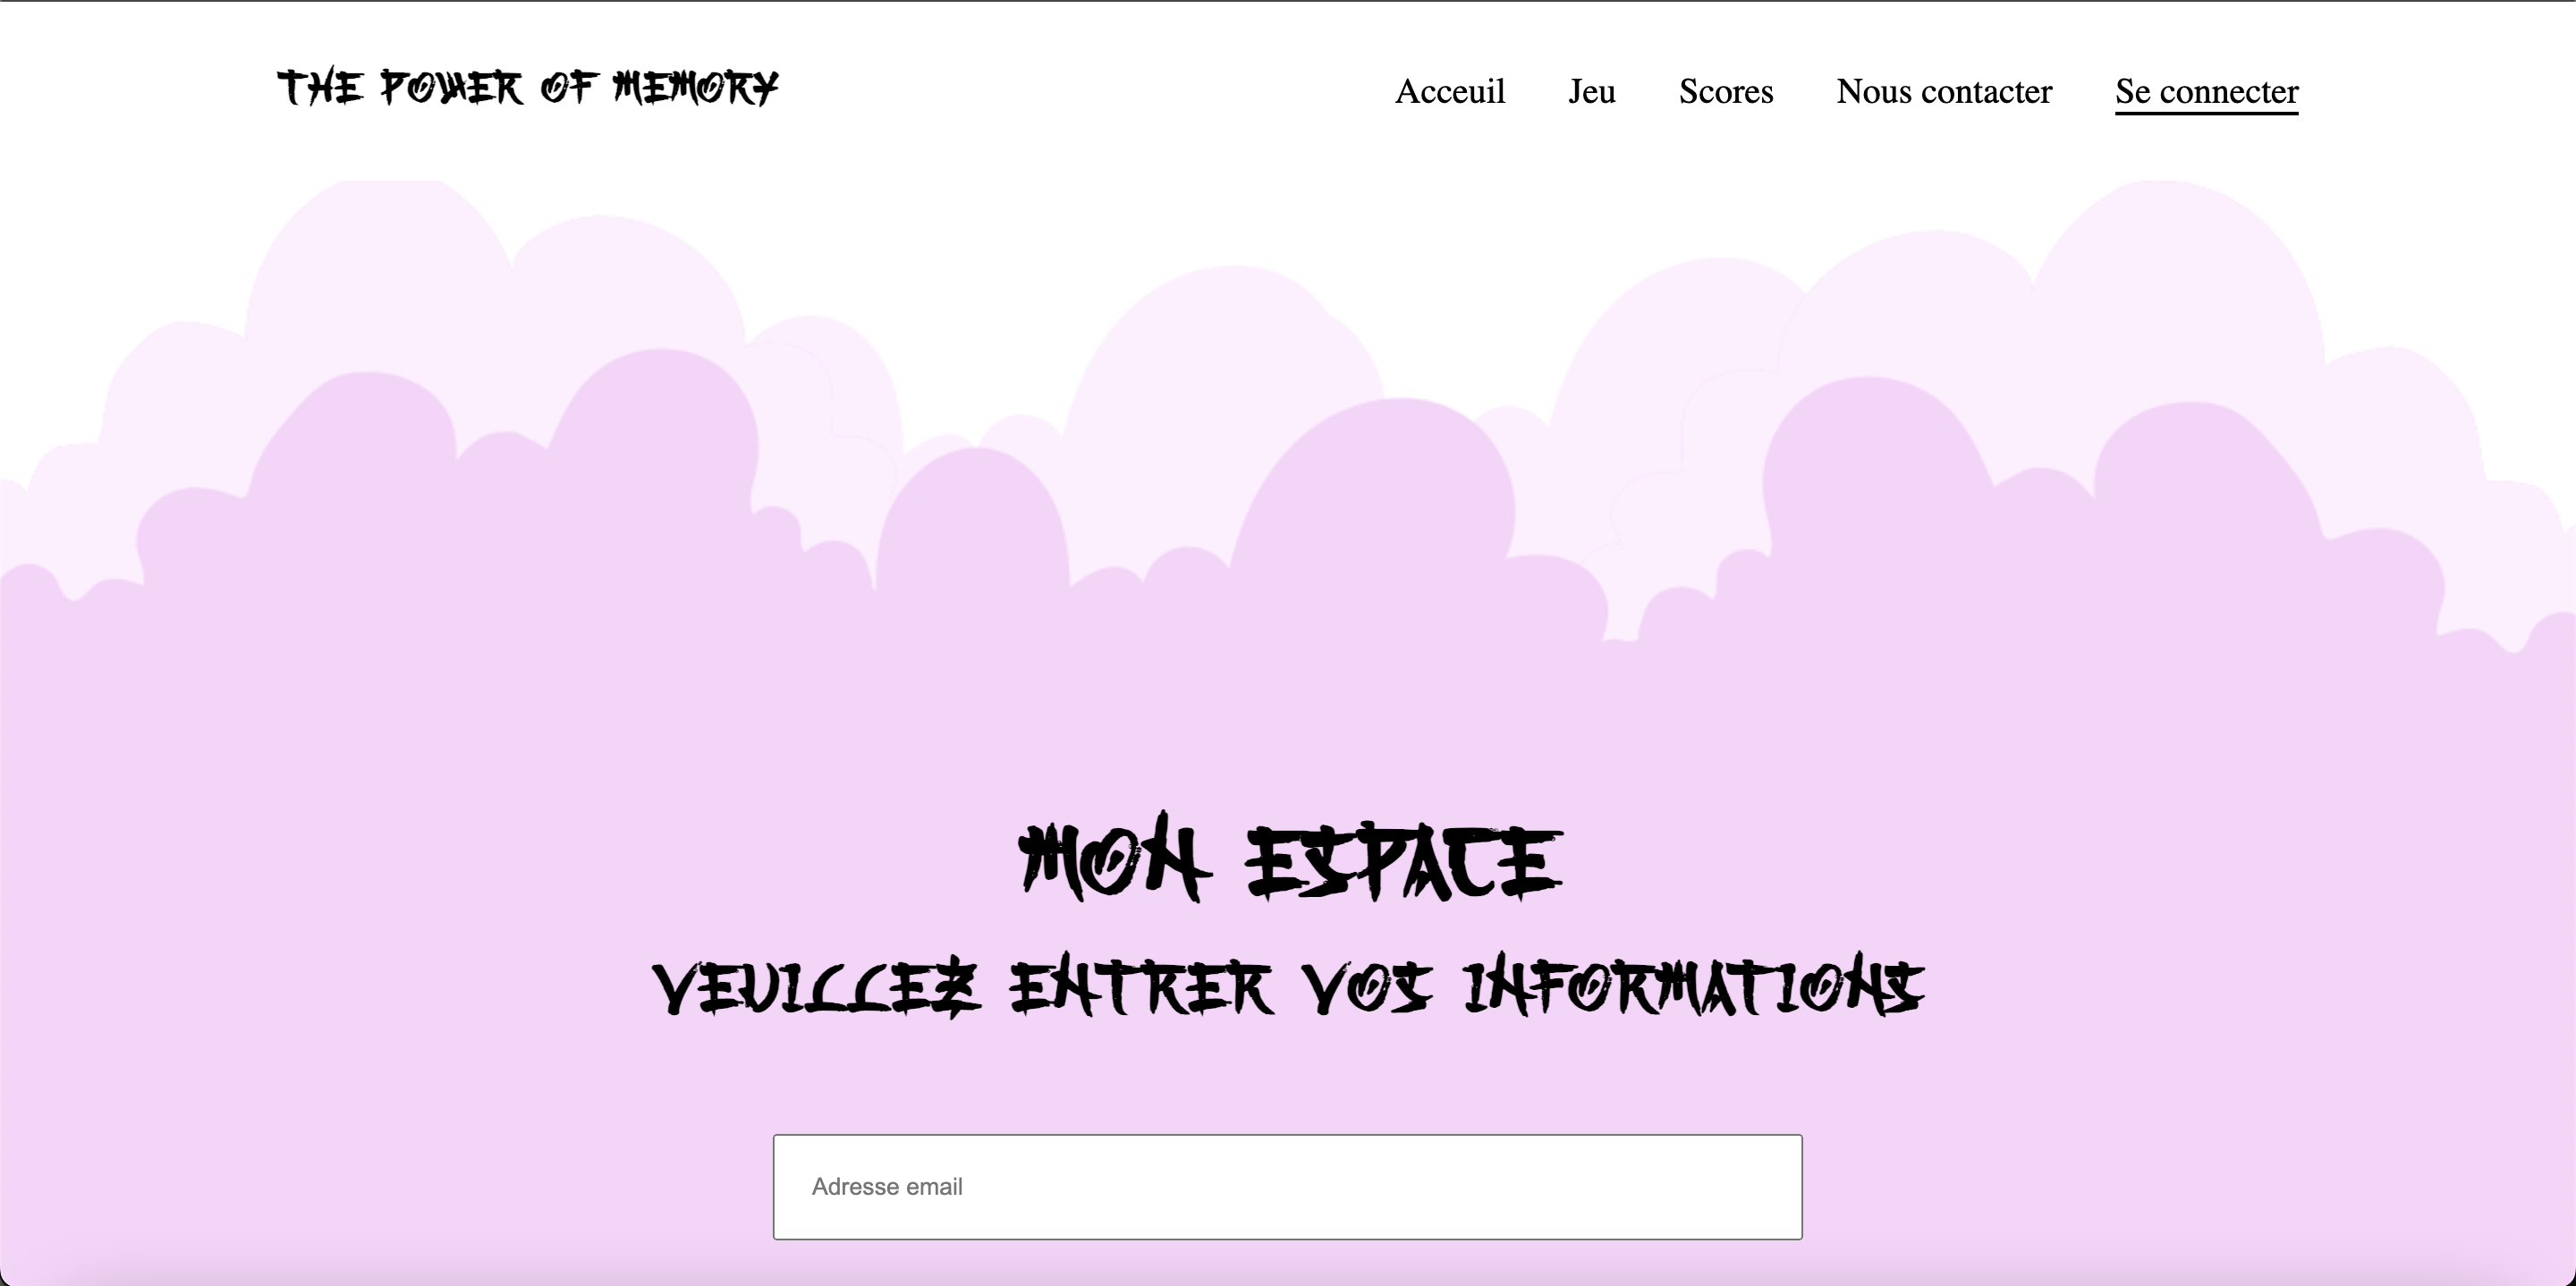 THE POWER OF MEMORY
Acceuil Jeu Scores Nous contacter Se connecter
MON ESPACE
VEUILLEZ ENTRER VOS INFORMATIONS
Adresse email